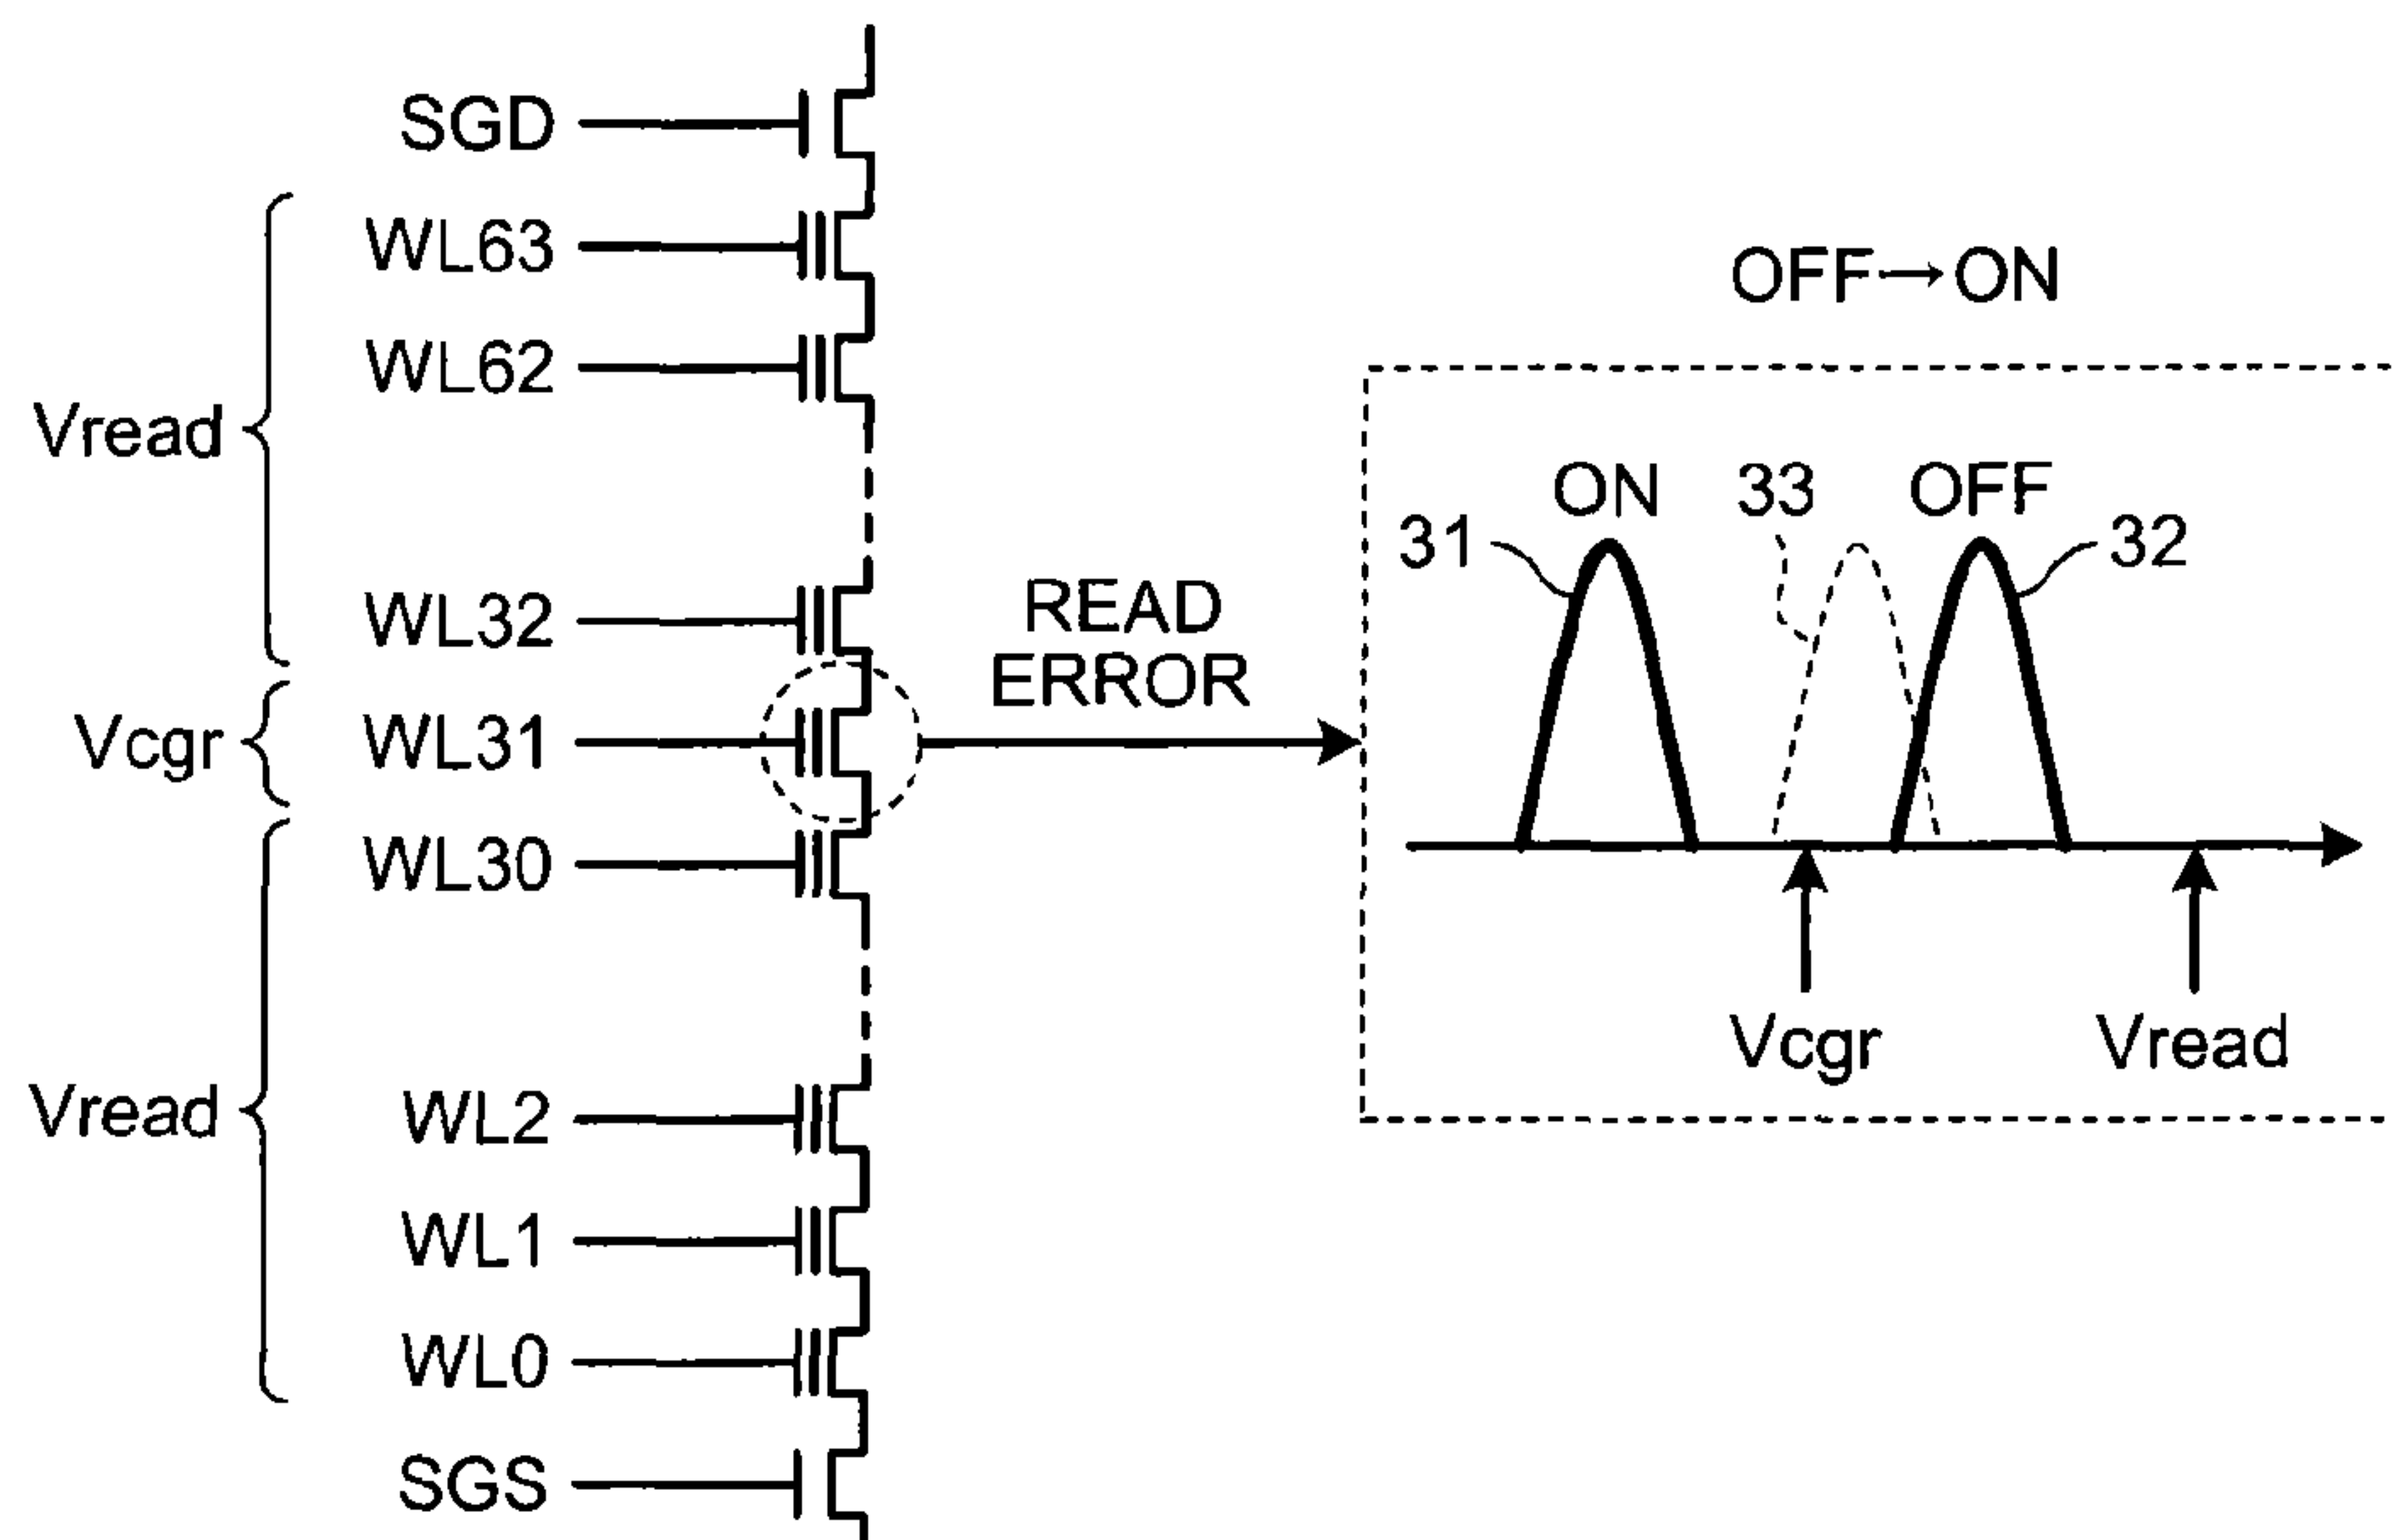 SGD
WL63
WL62
Vread
WL32
Vcgr
WL31
WL30
Vread
WL2
WL1
WL0
SGS
READ
ERROR
OFF→ON
ON
33
OFF
31
32
Vcgr
Vread